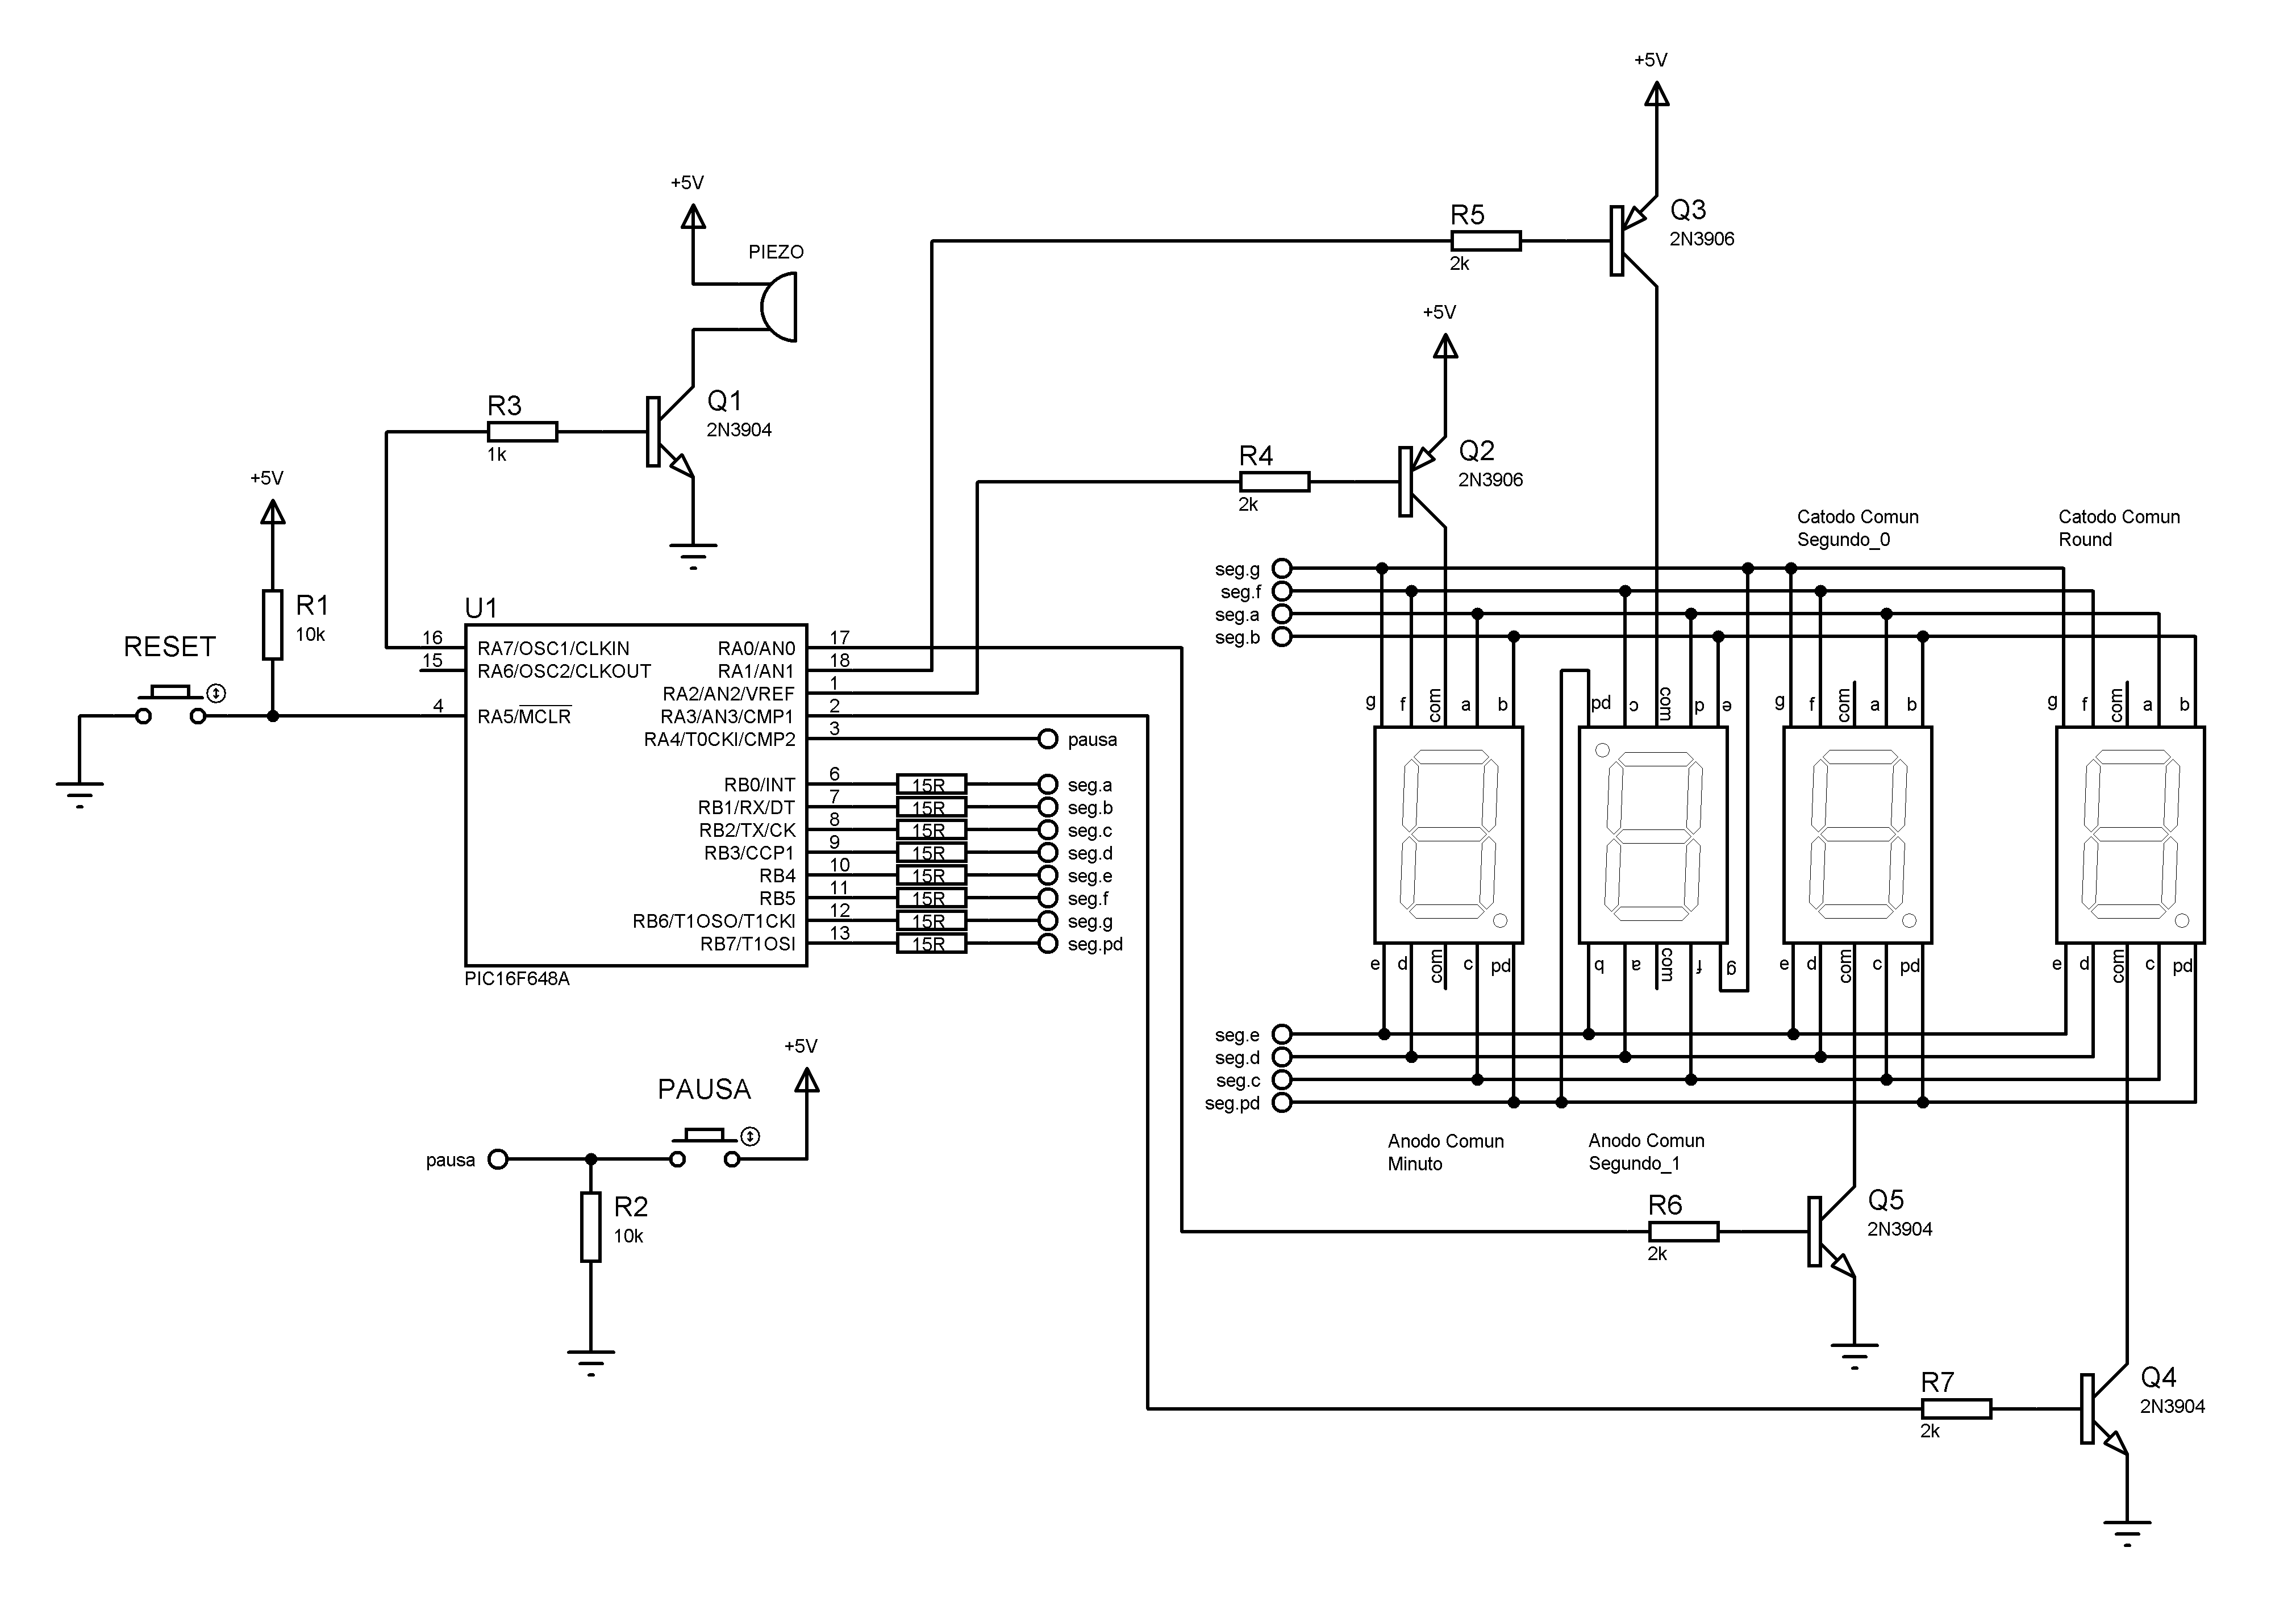 +5V
+5V
PIEZO
R5
2k
Q3
2N3906
+5V
R3
1k
Q1
2N3904
R4
2k
Q2
2N3906
+5V
R1
10k
RESET
U1
16
15
4
RA7/OSC1/CLKIN
RA6/OSC2/CLKOUT
RA5/MCLR
RA0/AN0
RA1/AN1
RA2/AN2/VREF
RA3/AN3/CMP1
RA4/T0CKI/CMP2
RB0/INT
RB1/RX/DT
RB2/TX/CK
RB3/CCP1
RB4
RB5
RB6/T1OSO/T1CKI
RB7/T1OSI
17
18
1
2
3
6
7
8
9
10
11
12
13
PIC16F648A
pausa
15R seg.a
15R seg.b
15R seg.c
15R seg.d
15R seg.e
15R seg.f
15R seg.g
15R seg.pd
Catodo Comun
Segundo_0
Catodo Comun
Round
seg.g
seg.f
seg.a
seg.b
g f com a b
pd c com d e
g f com a b
g f com a b
e d com c pd
b a com f g
e d com c pd
e d com c pd
seg.e
seg.d
seg.c
seg.pd
Anodo Comun
Minuto
Anodo Comun
Segundo_1
+5V
PAUSA
pausa
R2
10k
R6
2k
Q5
2N3904
R7
2k
Q4
2N3904